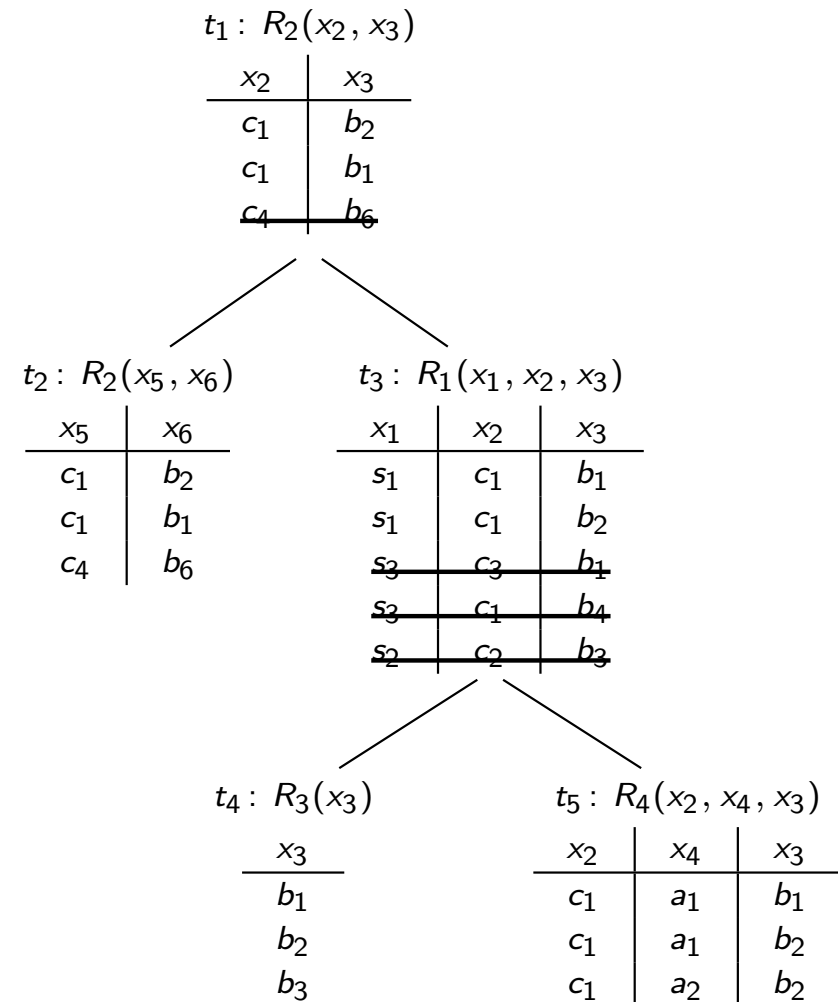 t₁ : R₂(x₂, x₃)
x₂ x₃
c₁ b₂
c₁ b₁
c₄ b₆
t₂ : R₂(x₅, x₆) t₃ : R₁(x₁, x₂, x₃)
x₅ x₆ x₁ x₂ x₃
c₁ b₂ s₁ c₁ b₁
c₁ b₁ s₁ c₁ b₂
c₄ b₆ s₃ c₃ b₁
s₃ c₁ b₄
s₂ c₂ b₃
t₄ : R₃(x₃) t₅ : R₄(x₂, x₄, x₃)
x₃ x₂ x₄ x₃
b₁ c₁ a₁ b₁
b₂ c₁ a₁ b₂
b₃ c₁ a₂ b₂